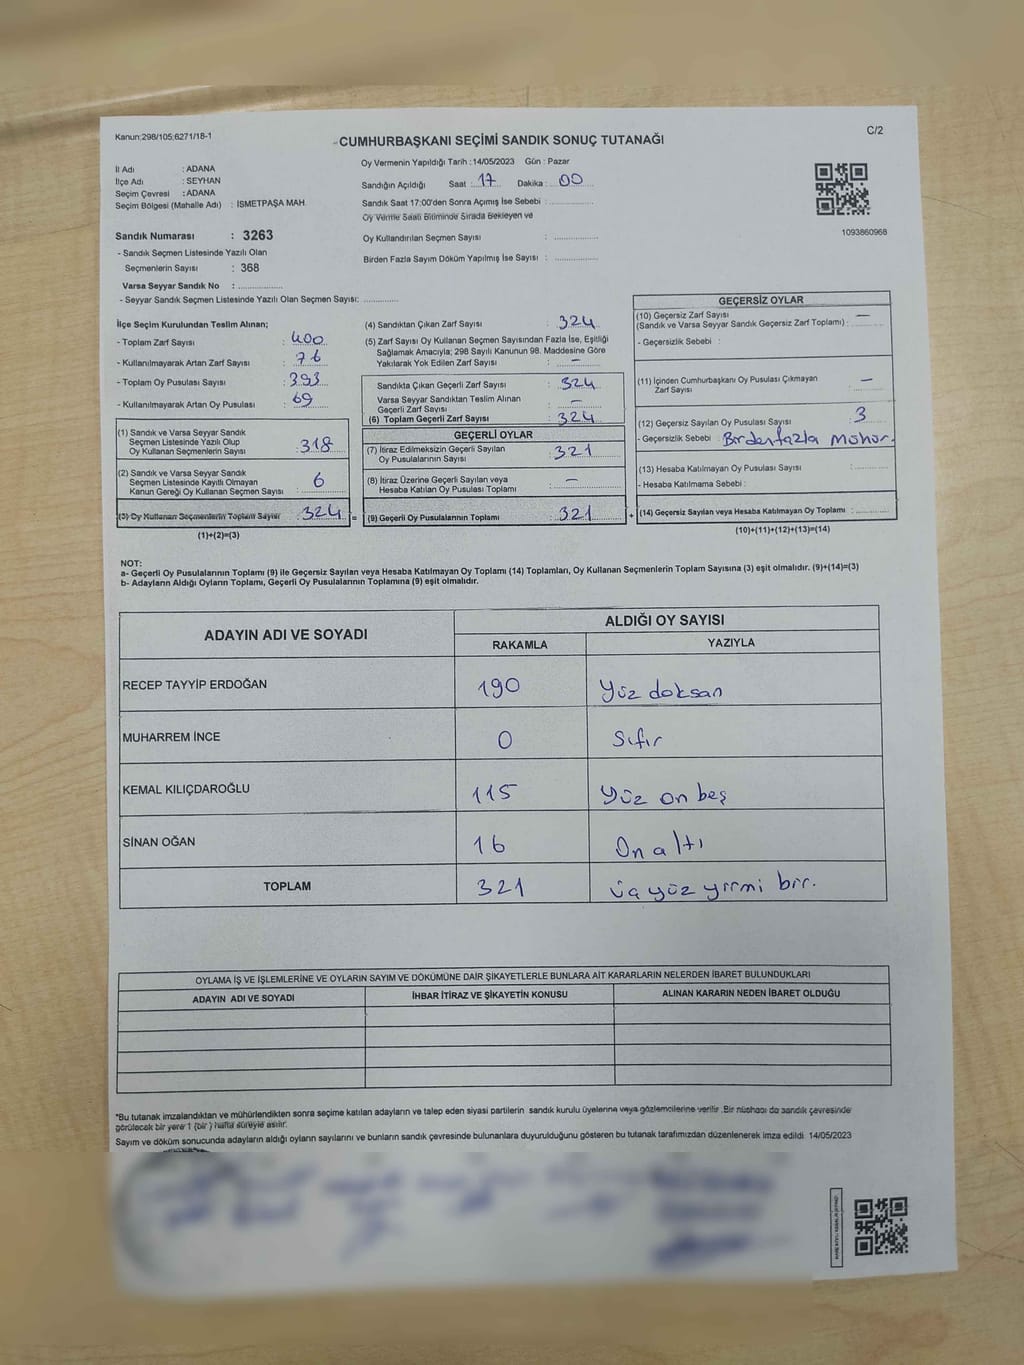 Kanun:298/105;6271/18-1
C/2
CUMHURBAŞKANI SEÇİMİ SANDIK SONUÇ TUTANAĞI
İl Adı : ADANA
İlçe Adı : SEYHAN
Seçim Çevresi : ADANA
Seçim Bölgesi (Mahalle Adı) : İSMETPAŞA MAH.
Sandık Numarası : 3263
- Sandık Seçmen Listesinde Yazılı Olan
Seçmenlerin Sayısı : 368
Varsa Seyyar Sandık No : ..............
- Seyyar Sandık Seçmen Listesinde Yazılı Olan Seçmen Sayısı: ............
Oy Vermenin Yapıldığı Tarih : 14/05/2023 Gün : Pazar
Sandığın Açıldığı Saat : 17 Dakika : 00
Sandık Saat 17:00'den Sonra Açımış İse Sebebi : ..............
Oy Verme Saati Bitiminde Sırada Bekleyen ve
Oy Kullandırılan Seçmen Sayısı : ..............
Birden Fazla Sayım Döküm Yapılmış İse Sayısı : ..............
1093860968
İlçe Seçim Kurulundan Teslim Alınan;
- Toplam Zarf Sayısı : 400
- Kullanılmayarak Artan Zarf Sayısı : 76
- Toplam Oy Pusulası Sayısı : 393
- Kullanılmayarak Artan Oy Pusulası : 69
(1) Sandık ve Varsa Seyyar Sandık
Seçmen Listesinde Yazılı Olup
Oy Kullanan Seçmenlerin Sayısı : 318
(2) Sandık ve Varsa Seyyar Sandık
Seçmen Listesinde Kayıtlı Olmayan
Kanun Gereği Oy Kullanan Seçmen Sayısı : 6
(3) Oy Kullanan Seçmenlerin Toplam Sayısı : 324 =
(1)+(2)=(3)
(4) Sandıktan Çıkan Zarf Sayısı : 324
(5) Zarf Sayısı Oy Kullanan Seçmen Sayısından Fazla İse, Eşitliği
Sağlamak Amacıyla; 298 Sayılı Kanunun 98. Maddesine Göre
Yakılarak Yok Edilen Zarf Sayısı : —
Sandıkta Çıkan Geçerli Zarf Sayısı : 324
Varsa Seyyar Sandıktan Teslim Alınan
Geçerli Zarf Sayısı : —
(6) Toplam Geçerli Zarf Sayısı : 324
GEÇERLİ OYLAR
(7) İtiraz Edilmeksizin Geçerli Sayılan
Oy Pusulalarının Sayısı : 321
(8) İtiraz Üzerine Geçerli Sayılan veya
Hesaba Katılan Oy Pusulası Toplamı : —
(9) Geçerli Oy Pusulalarının Toplamı : 321 +
GEÇERSİZ OYLAR
(10) Geçersiz Zarf Sayısı
(Sandık ve Varsa Seyyar Sandık Geçersiz Zarf Toplamı) : —
- Geçersizlik Sebebi :
(11) İçinden Cumhurbaşkanı Oy Pusulası Çıkmayan
Zarf Sayısı : —
(12) Geçersiz Sayılan Oy Pusulası Sayısı : 3
- Geçersizlik Sebebi : Birden fazla mühür.
(13) Hesaba Katılmayan Oy Pusulası Sayısı : ............
- Hesaba Katılmama Sebebi :
(14) Geçersiz Sayılan veya Hesaba Katılmayan Oy Toplamı : ............
(10)+(11)+(12)+(13)=(14)
NOT:
a- Geçerli Oy Pusulalarının Toplamı (9) ile Geçersiz Sayılan veya Hesaba Katılmayan Oy Toplamı (14) Toplamları, Oy Kullanan Seçmenlerin Toplam Sayısına (3) eşit olmalıdır. (9)+(14)=(3)
b- Adayların Aldığı Oyların Toplamı, Geçerli Oy Pusulalarının Toplamına (9) eşit olmalıdır.
ADAYIN ADI VE SOYADI ALDIĞI OY SAYISI
RAKAMLA YAZIYLA
RECEP TAYYİP ERDOĞAN 190 Yüz doksan
MUHARREM İNCE 0 Sıfır
KEMAL KILIÇDAROĞLU 115 Yüz on beş
SİNAN OĞAN 16 On altı
TOPLAM 321 üç yüz yirmi bir.
OYLAMA İŞ VE İŞLEMLERİNE VE OYLARIN SAYIM VE DÖKÜMÜNE DAİR ŞİKAYETLERLE BUNLARA AİT KARARLARIN NELERDEN İBARET BULUNDUKLARI
ADAYIN ADI VE SOYADI İHBAR İTİRAZ VE ŞİKAYETİN KONUSU ALINAN KARARIN NEDEN İBARET OLDUĞU
*Bu tutanak imzalandıktan ve mühürlendikten sonra seçime katılan adayların ve talep eden siyasi partilerin sandık kurulu üyelerine veya gözlemcilerine verilir .Bir nüshası da sandık çevresinde
görülecek bir yere 1 (bir ) hafta süreyle asılır.
Sayım ve döküm sonucunda adayların aldığı oyların sayılarını ve bunların sandık çevresinde bulunanlara duyurulduğunu gösteren bu tutanak tarafımızdan düzenlenerek imza edildi 14/05/2023